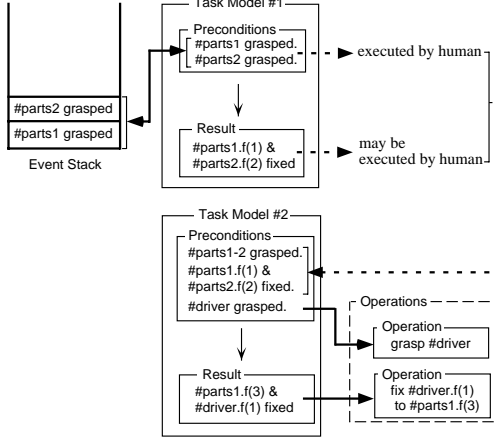 Task Model #1
Preconditions
#parts1 grasped.
#parts2 grasped.
executed by human
#parts2 grasped
#parts1 grasped
Event Stack
Result
#parts1.f(1) &
#parts2.f(2) fixed
may be
executed by human
Task Model #2
Preconditions
#parts1-2 grasped.
#parts1.f(1) &
#parts2.f(2) fixed.
#driver grasped.
Operations
Operation
grasp #driver
Result
#parts1.f(3) &
#driver.f(1) fixed
Operation
fix #driver.f(1)
to #parts1.f(3)